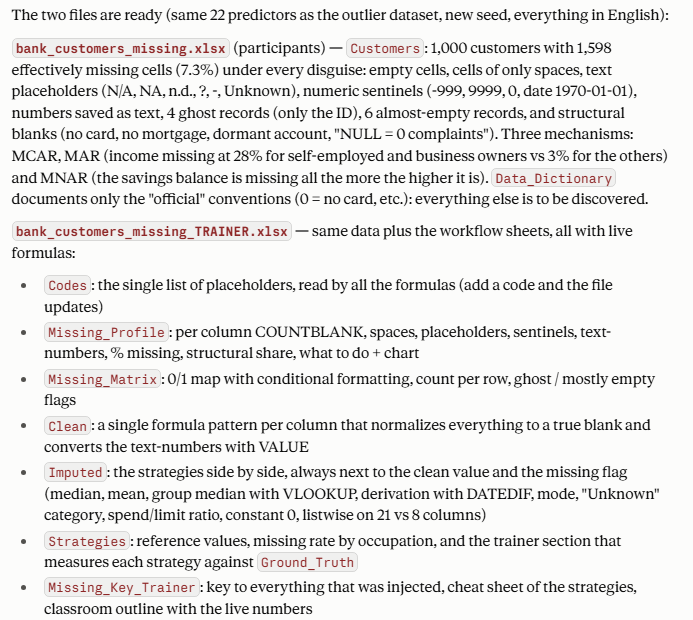 The two files are ready (same 22 predictors as the outlier dataset, new seed, everything in English):
bank_customers_missing.xlsx (participants) — Customers: 1,000 customers with 1,598
effectively missing cells (7.3%) under every disguise: empty cells, cells of only spaces, text
placeholders (N/A, NA, n.d., ?, -, Unknown), numeric sentinels (-999, 9999, 0, date 1970-01-01),
numbers saved as text, 4 ghost records (only the ID), 6 almost-empty records, and structural
blanks (no card, no mortgage, dormant account, "NULL = 0 complaints"). Three mechanisms:
MCAR, MAR (income missing at 28% for self-employed and business owners vs 3% for the others)
and MNAR (the savings balance is missing all the more the higher it is). Data_Dictionary
documents only the "official" conventions (0 = no card, etc.): everything else is to be discovered.
bank_customers_missing_TRAINER.xlsx — same data plus the workflow sheets, all with live
formulas:
• Codes: the single list of placeholders, read by all the formulas (add a code and the file
updates)
• Missing_Profile: per column COUNTBLANK, spaces, placeholders, sentinels, text-
numbers, % missing, structural share, what to do + chart
• Missing_Matrix: 0/1 map with conditional formatting, count per row, ghost / mostly empty
flags
• Clean: a single formula pattern per column that normalizes everything to a true blank and
converts the text-numbers with VALUE
• Imputed: the strategies side by side, always next to the clean value and the missing flag
(median, mean, group median with VLOOKUP, derivation with DATEDIF, mode, "Unknown"
category, spend/limit ratio, constant 0, listwise on 21 vs 8 columns)
• Strategies: reference values, missing rate by occupation, and the trainer section that
measures each strategy against Ground_Truth
• Missing_Key_Trainer: key to everything that was injected, cheat sheet of the strategies,
classroom outline with the live numbers